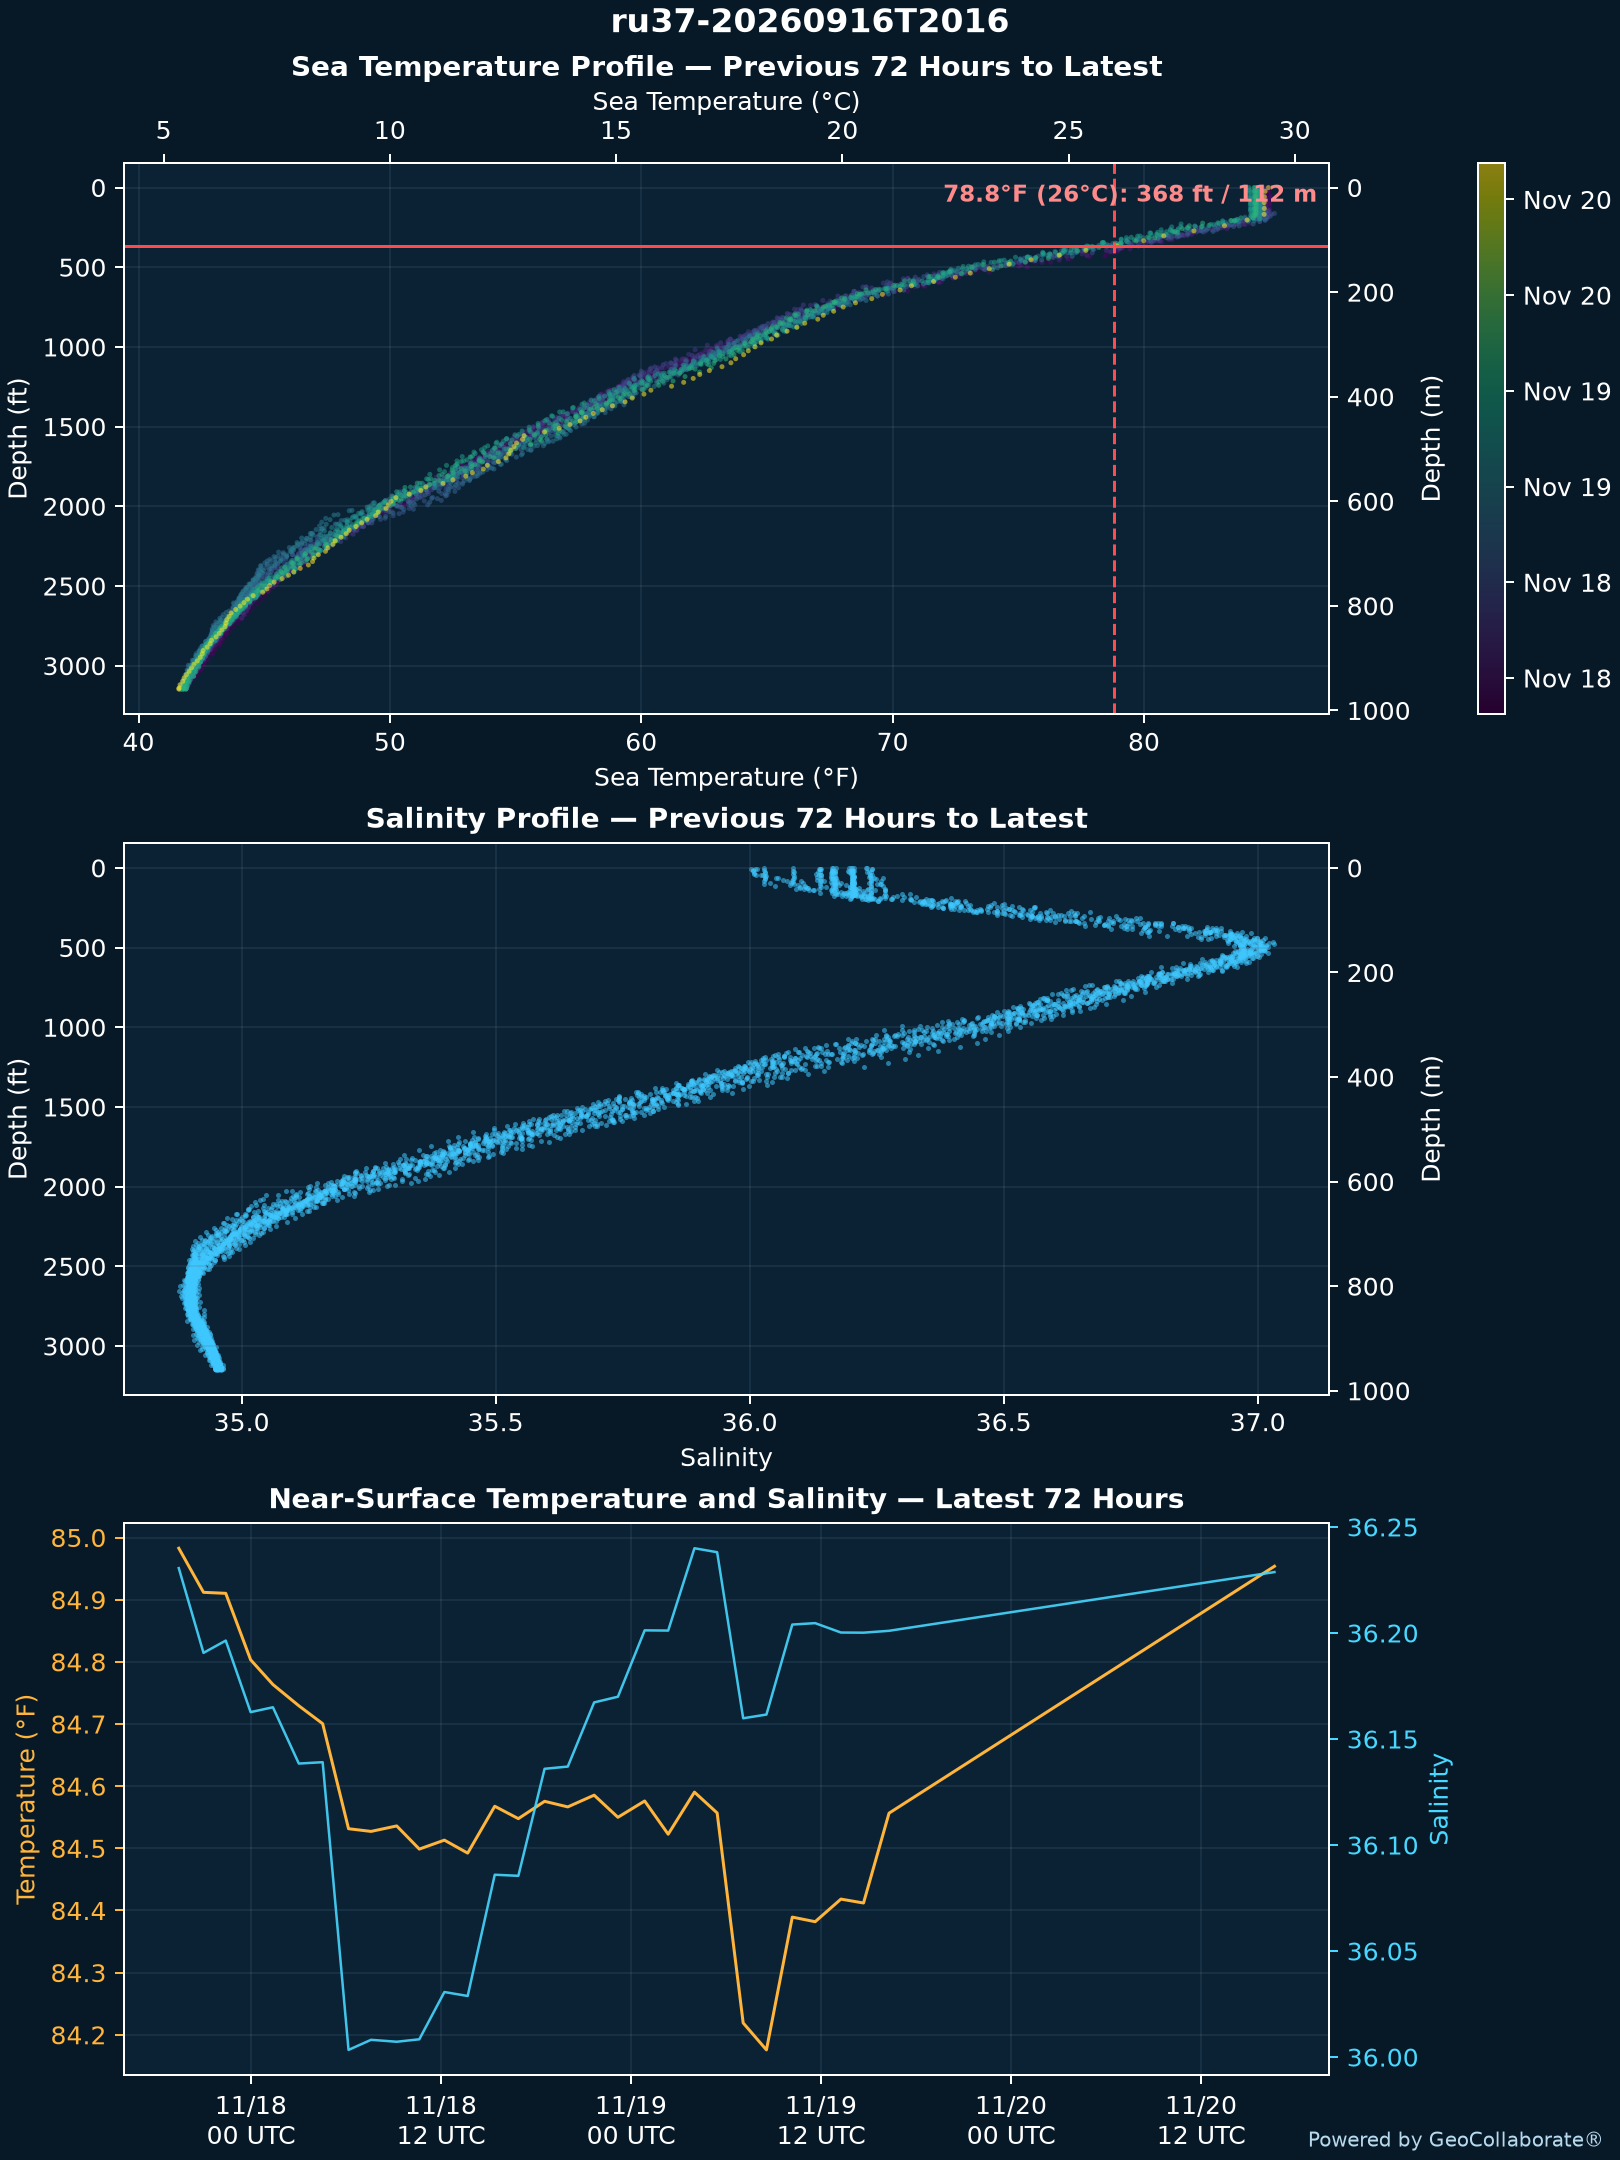 ru37-20260916T2016
Sea Temperature Profile — Previous 72 Hours to Latest
Sea Temperature (°C)
5 10 15 20 25 30
78.8°F (26°C): 368 ft / 112 m
0
500
1000
1500
2000
2500
3000
Depth (ft)
0
200
400
600
800
1000
Depth (m)
Nov 20
Nov 20
Nov 19
Nov 19
Nov 18
Nov 18
40 50 60 70 80
Sea Temperature (°F)
Salinity Profile — Previous 72 Hours to Latest
0
500
1000
1500
2000
2500
3000
Depth (ft)
0
200
400
600
800
1000
Depth (m)
35.0 35.5 36.0 36.5 37.0
Salinity
Near-Surface Temperature and Salinity — Latest 72 Hours
85.0
84.9
84.8
84.7
84.6
84.5
84.4
84.3
84.2
Temperature (°F)
36.25
36.20
36.15
36.10
36.05
36.00
Salinity
11/18 11/18 11/19 11/19 11/20 11/20
00 UTC 12 UTC 00 UTC 12 UTC 00 UTC 12 UTC
Powered by GeoCollaborate®